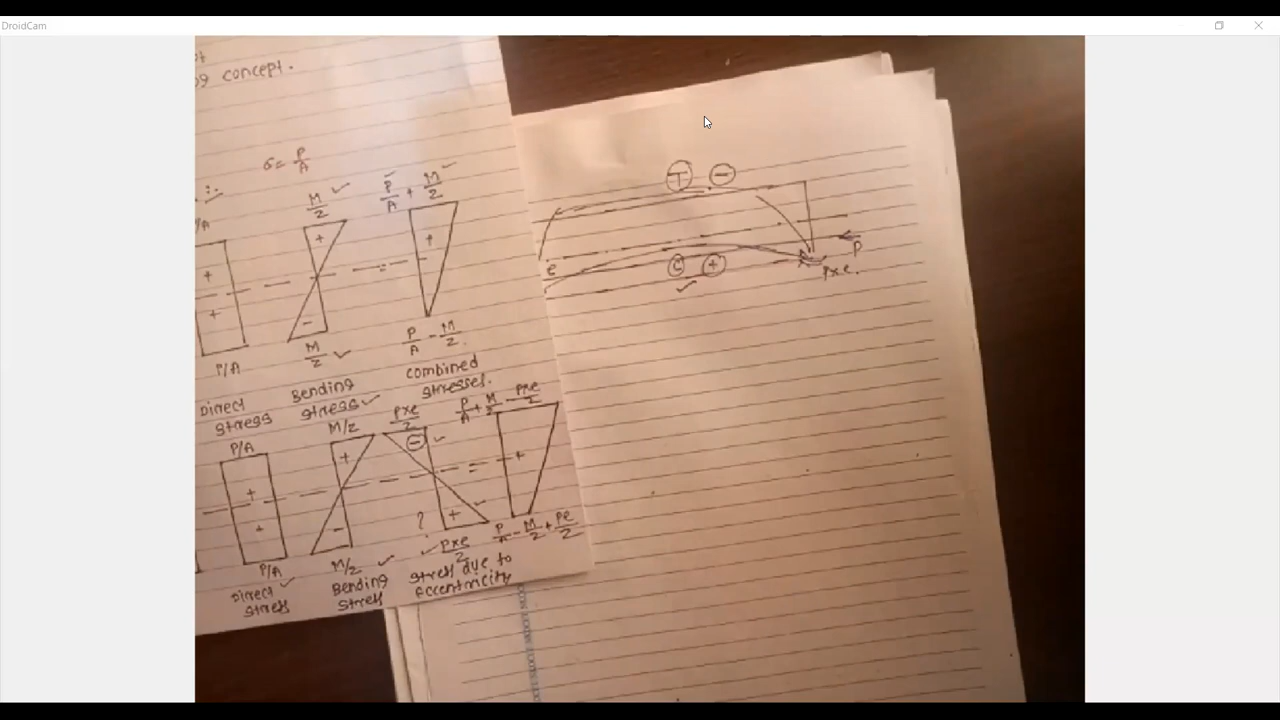 DroidCam
concept.
σ = P/A
∴
P/A
M/Z
P/A + M/Z
+
+
+
-
+
P/A
M/Z
P/A - M/Z
Direct stress
Bending stress
combined stresses.
P/A
M/Z
Pxe/Z
P/A + M/Z - Pxe/Z
+
+
+
-
-
+
+
?
P/A
M/Z
Pxe/Z
P/A - M/Z + Pe/Z
Direct stress
Bending stress
stress due to Eccentricity
T -
e
C +
P
Pxe.